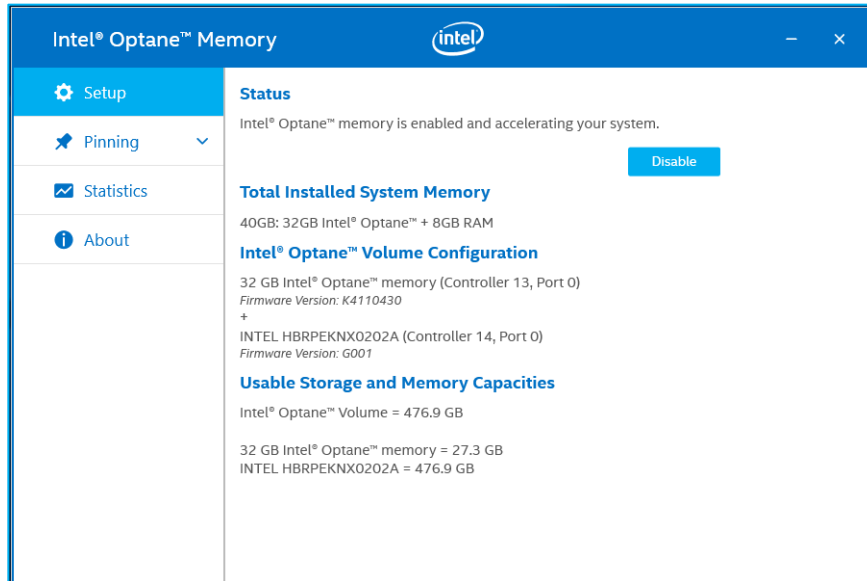 Intel® Optane™ Memory
intel
Setup
Pinning
Statistics
About
Status
Intel® Optane™ memory is enabled and accelerating your system.
Disable
Total Installed System Memory
40GB: 32GB Intel® Optane™ + 8GB RAM
Intel® Optane™ Volume Configuration
32 GB Intel® Optane™ memory (Controller 13, Port 0)
Firmware Version: K4110430
+
INTEL HBRPEKNX0202A (Controller 14, Port 0)
Firmware Version: G001
Usable Storage and Memory Capacities
Intel® Optane™ Volume = 476.9 GB
32 GB Intel® Optane™ memory = 27.3 GB
INTEL HBRPEKNX0202A = 476.9 GB